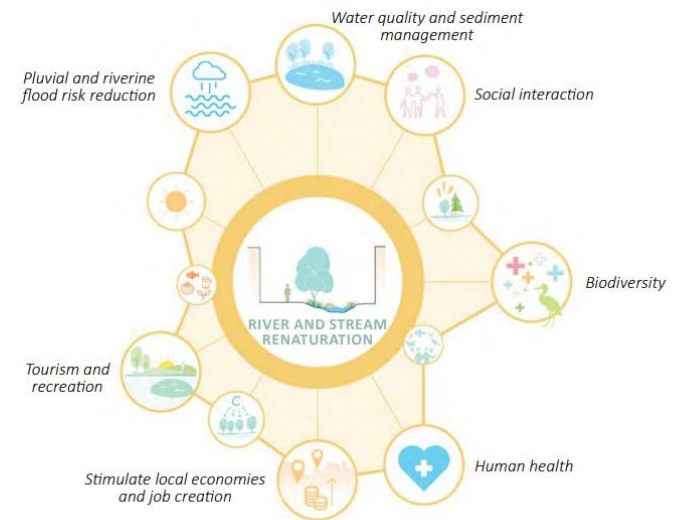 Water quality and sediment
management
Pluvial and riverine
flood risk reduction
Social interaction
Biodiversity
RIVER AND STREAM
RENATURATION
Tourism and
recreation
C
Human health
Stimulate local economies
and job creation